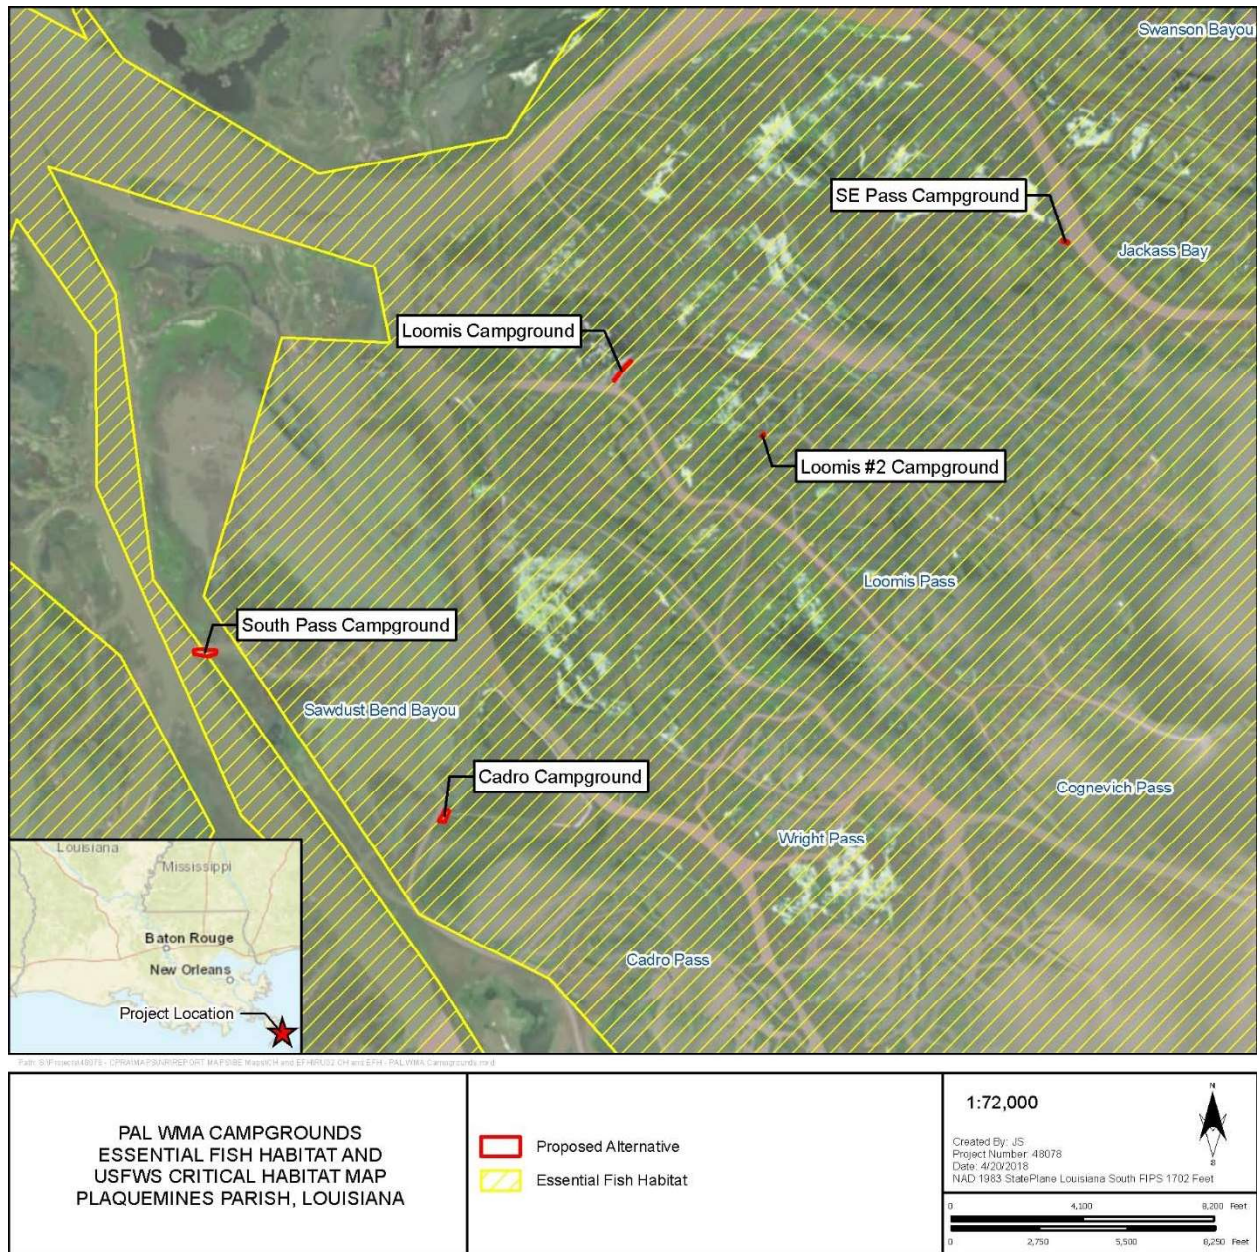 Swanson Bayou
SE Pass Campground
Jackass Bay
Loomis Campground
Loomis #2 Campground
Loomis Pass
South Pass Campground
Sawdust Bend Bayou
Cadro Campground
Cognevich Pass
Wright Pass
Cadro Pass
Louisiana
Mississippi
Baton Rouge
New Orleans
Project Location
PAL WMA CAMPGROUNDS
ESSENTIAL FISH HABITAT AND
USFWS CRITICAL HABITAT MAP
PLAQUEMINES PARISH, LOUISIANA
Proposed Alternative
Essential Fish Habitat
1:72,000
N
S
Created By: JS
Project Number: 48078
Date: 4/20/2018
NAD 1983 StatePlane Louisiana South FIPS 1702 Feet
0 4,100 8,200 Feet
0 2,750 5,500 8,250 Feet